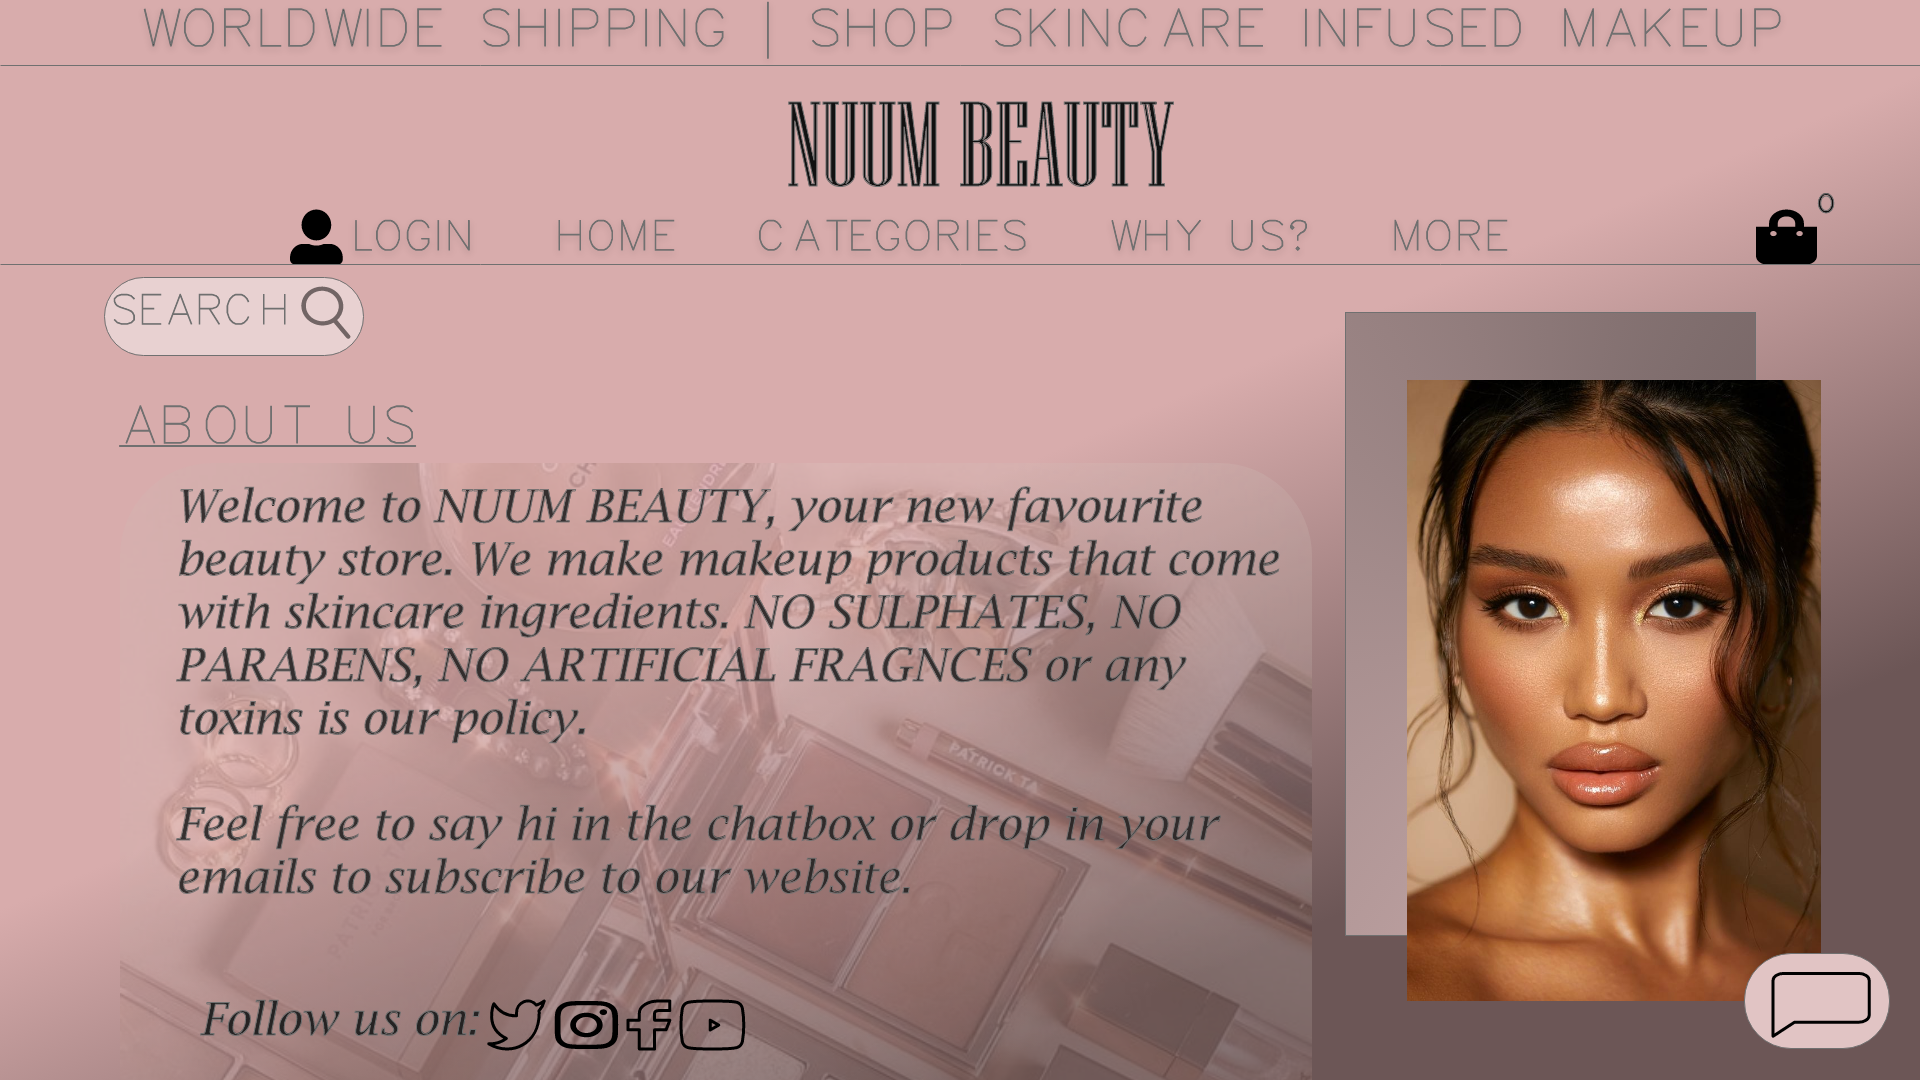 WORLDWIDE SHIPPING | SHOP SKINCARE INFUSED MAKEUP
NUUM BEAUTY
0
LOGIN HOME CATEGORIES WHY US? MORE
SEARCH
ABOUT US
Welcome to NUUM BEAUTY, your new favourite
beauty store. We make makeup products that come
with skincare ingredients. NO SULPHATES, NO
PARABENS, NO ARTIFICIAL FRAGNCES or any
toxins is our policy.
PATRICK TA
Feel free to say hi in the chatbox or drop in your
emails to subscribe to our website.
Follow us on: